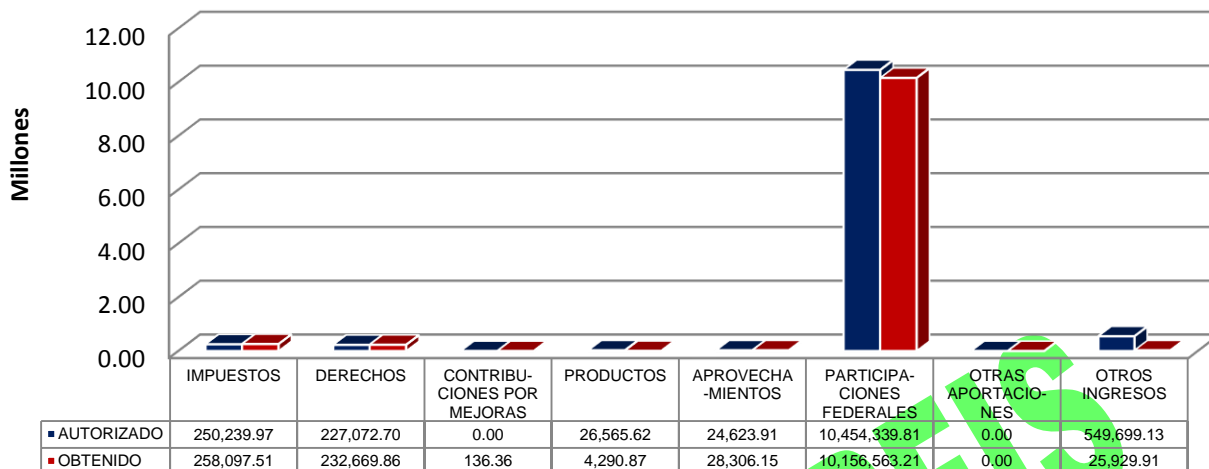 12.00
10.00
8.00
6.00
4.00
2.00
0.00
Millones
IMPUESTOS
DERECHOS
CONTRIBU-
CIONES POR
MEJORAS
PRODUCTOS
APROVECHA
-MIENTOS
PARTICIPA-
CIONES
FEDERALES
OTRAS
APORTACIO-
NES
OTROS
INGRESOS
AUTORIZADO 250,239.97 227,072.70 0.00 26,565.62 24,623.91 10,454,339.81 0.00 549,699.13
OBTENIDO 258,097.51 232,669.86 136.36 4,290.87 28,306.15 10,156,563.21 0.00 25,929.91